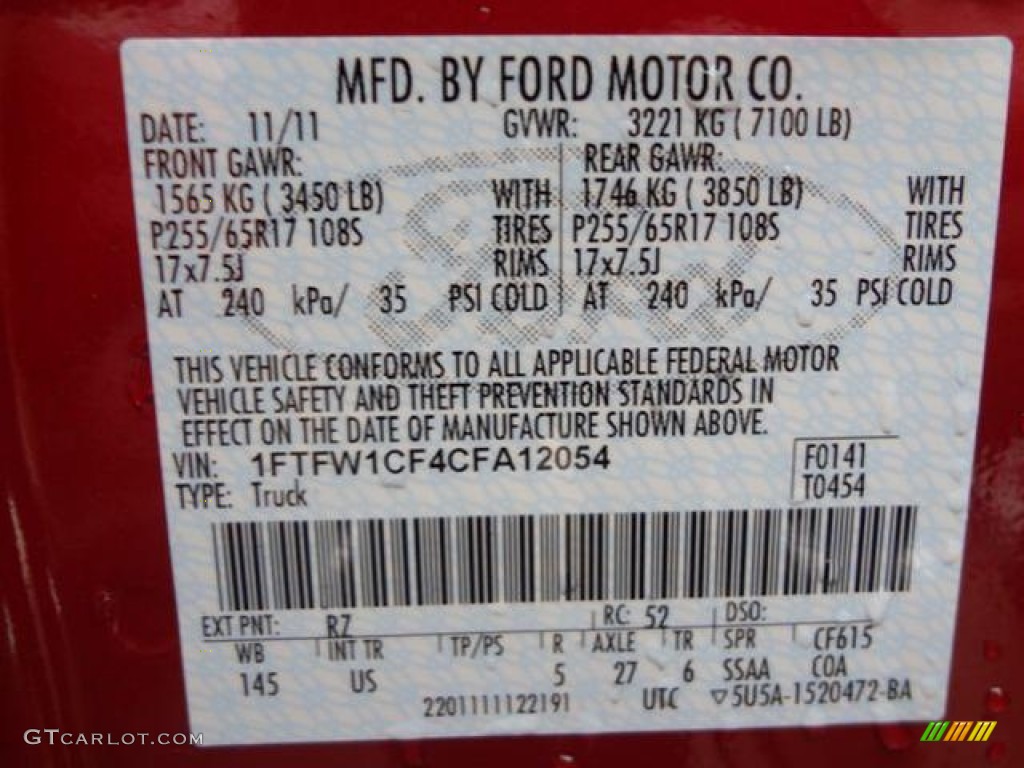 MFD. BY FORD MOTOR CO.
DATE: 11/11 GVWR: 3221 KG ( 7100 LB)
FRONT GAWR: REAR GAWR:
1565 KG ( 3450 LB) WITH 1746 KG ( 3850 LB) WITH
P255/65R17 108S TIRES P255/65R17 108S TIRES
17x7.5J RIMS 17x7.5J RIMS
AT 240 kPa/ 35 PSI COLD AT 240 kPa/ 35 PSI COLD
THIS VEHICLE CONFORMS TO ALL APPLICABLE FEDERAL MOTOR
VEHICLE SAFETY AND THEFT PREVENTION STANDARDS IN
EFFECT ON THE DATE OF MANUFACTURE SHOWN ABOVE.
VIN: 1FTFW1CF4CFA12054 F0141
TYPE: Truck T0454
EXT PNT: RZ RC: 52 DSO:
WB INT TR TP/PS R AXLE TR SPR CF615
145 US 5 27 6 SSAA COA
2201111122191 UTC ▽5U5A-1520472-BA
GTCARLOT.COM